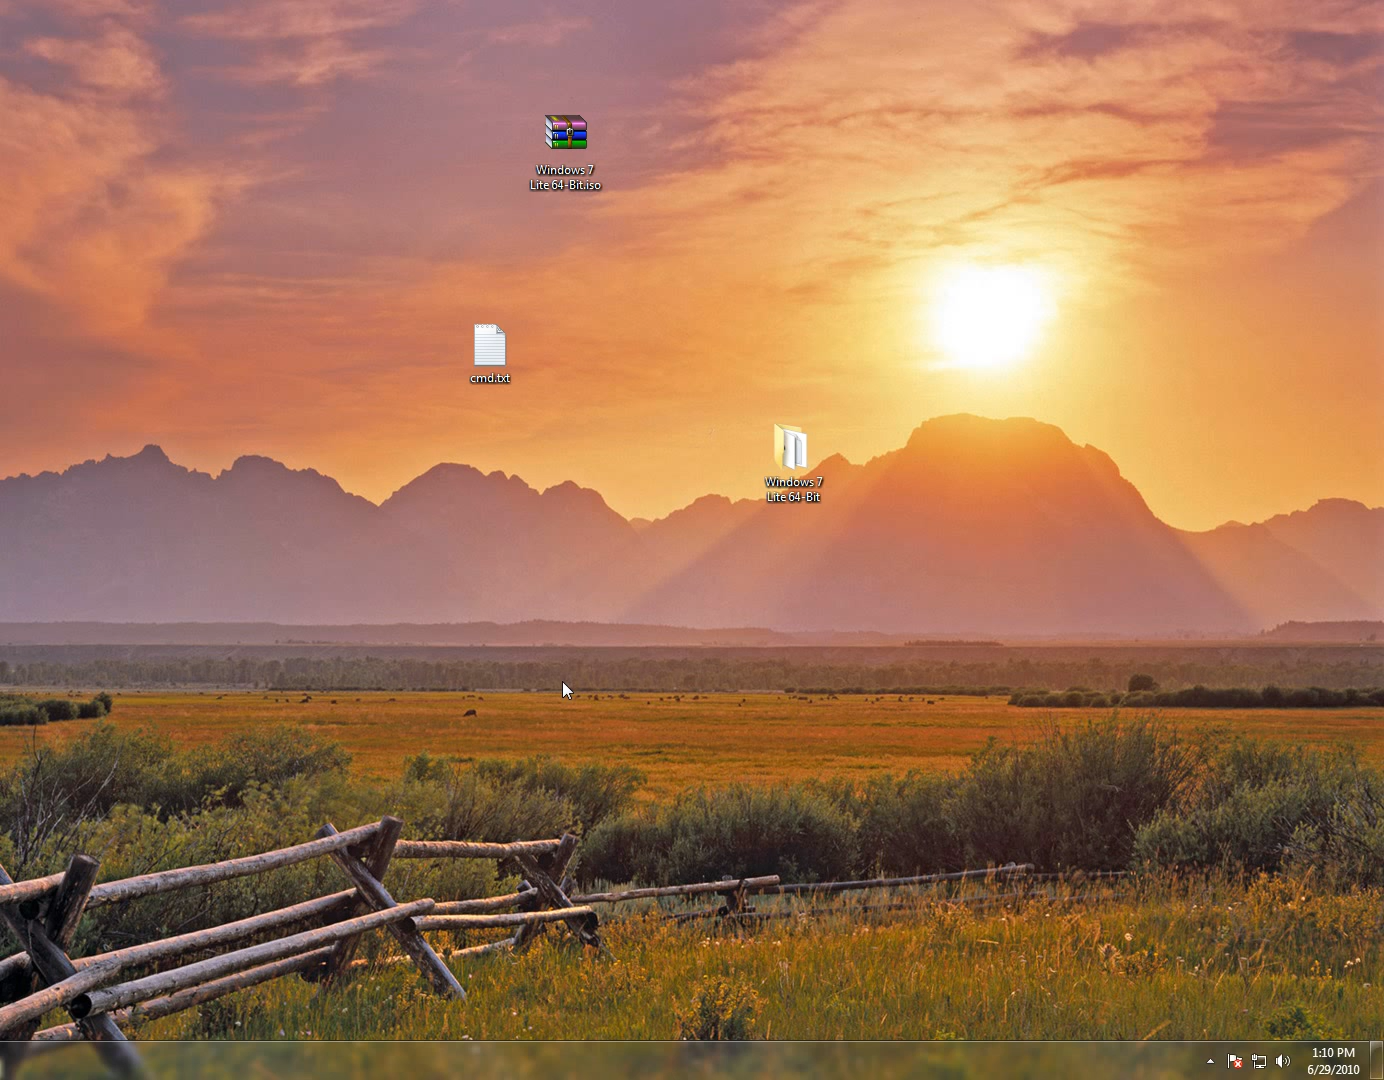 Windows 7
Lite 64-Bit.iso
cmd.txt
Windows 7
Lite 64-Bit
1:10 PM
6/29/2010